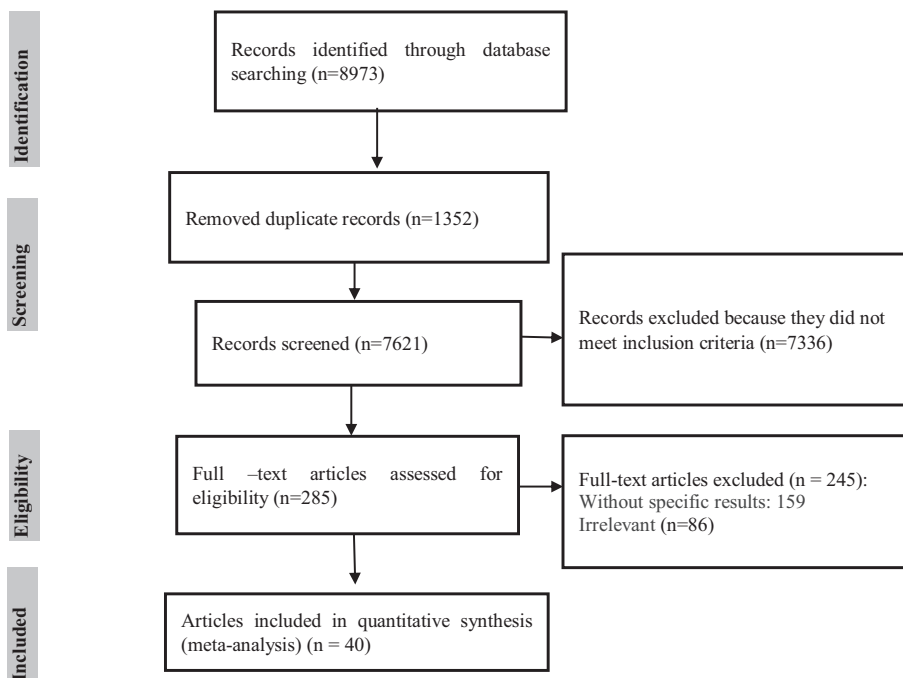 Identification
Records identified through database
searching (n=8973)
Screening
Removed duplicate records (n=1352)
Records screened (n=7621)
Records excluded because they did not
meet inclusion criteria (n=7336)
Eligibility
Full –text articles assessed for
eligibility (n=285)
Full-text articles excluded (n = 245):
Without specific results: 159
Irrelevant (n=86)
Included
Articles included in quantitative synthesis
(meta-analysis) (n = 40)